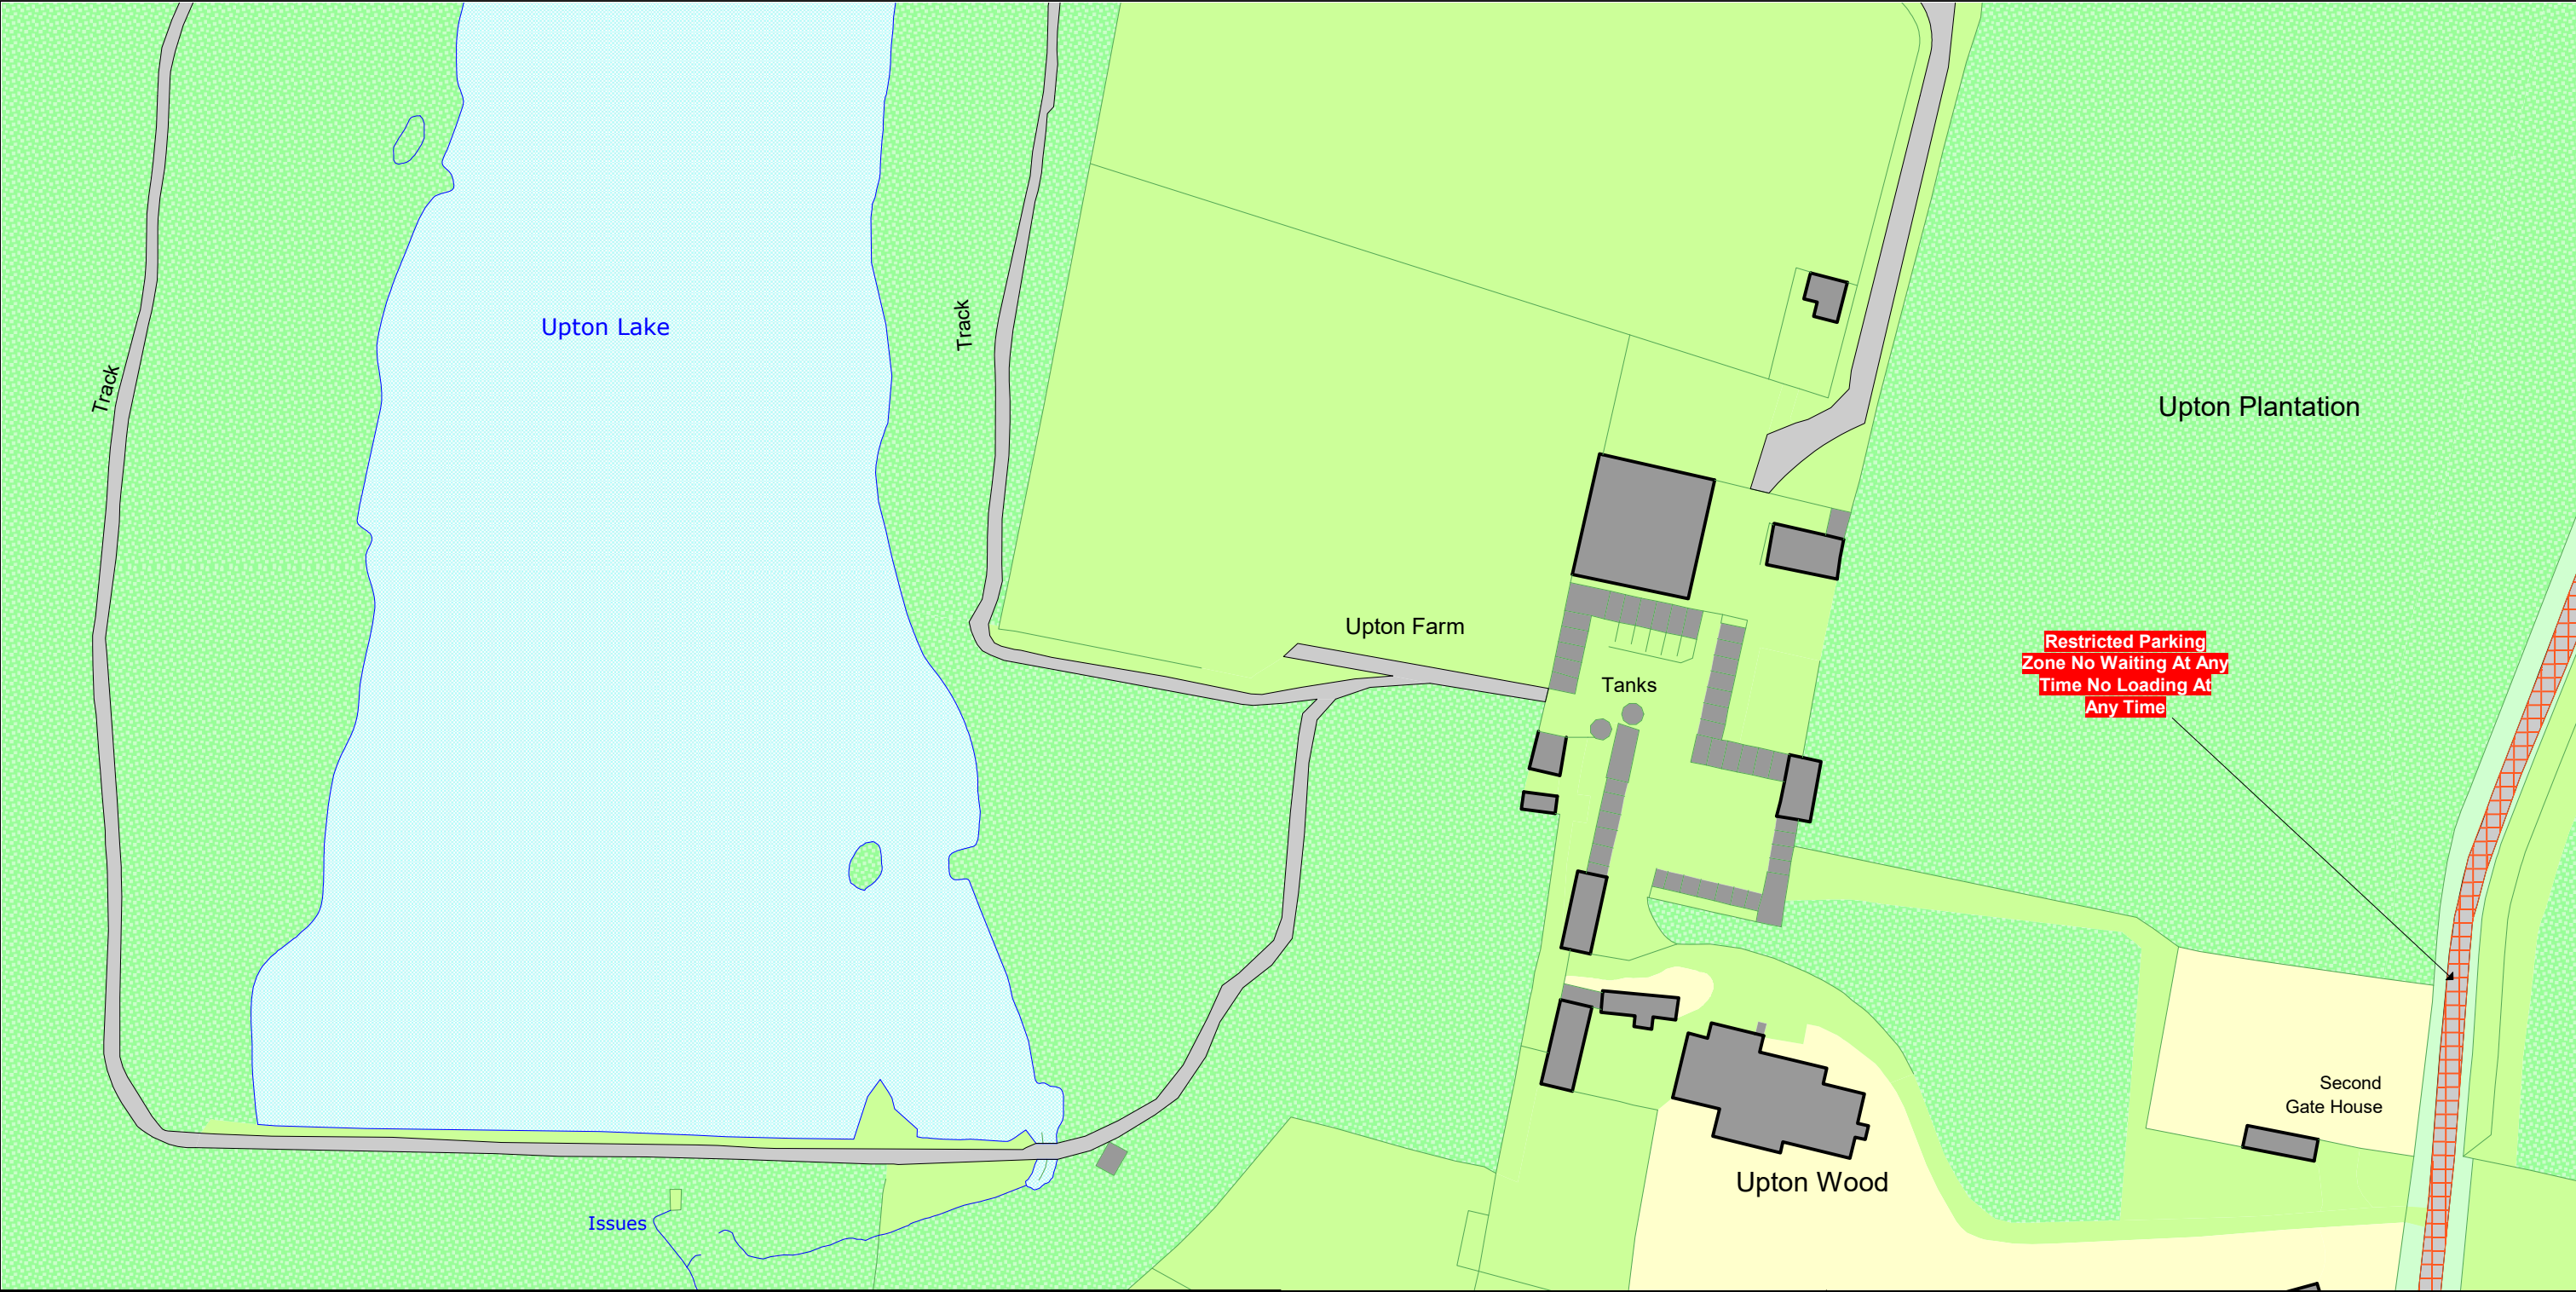 Upton Lake
Track
Track
Upton Plantation
Upton Farm
Restricted Parking
Zone No Waiting At Any
Time No Loading At
Any Time
Tanks
Second
Gate House
Upton Wood
Issues